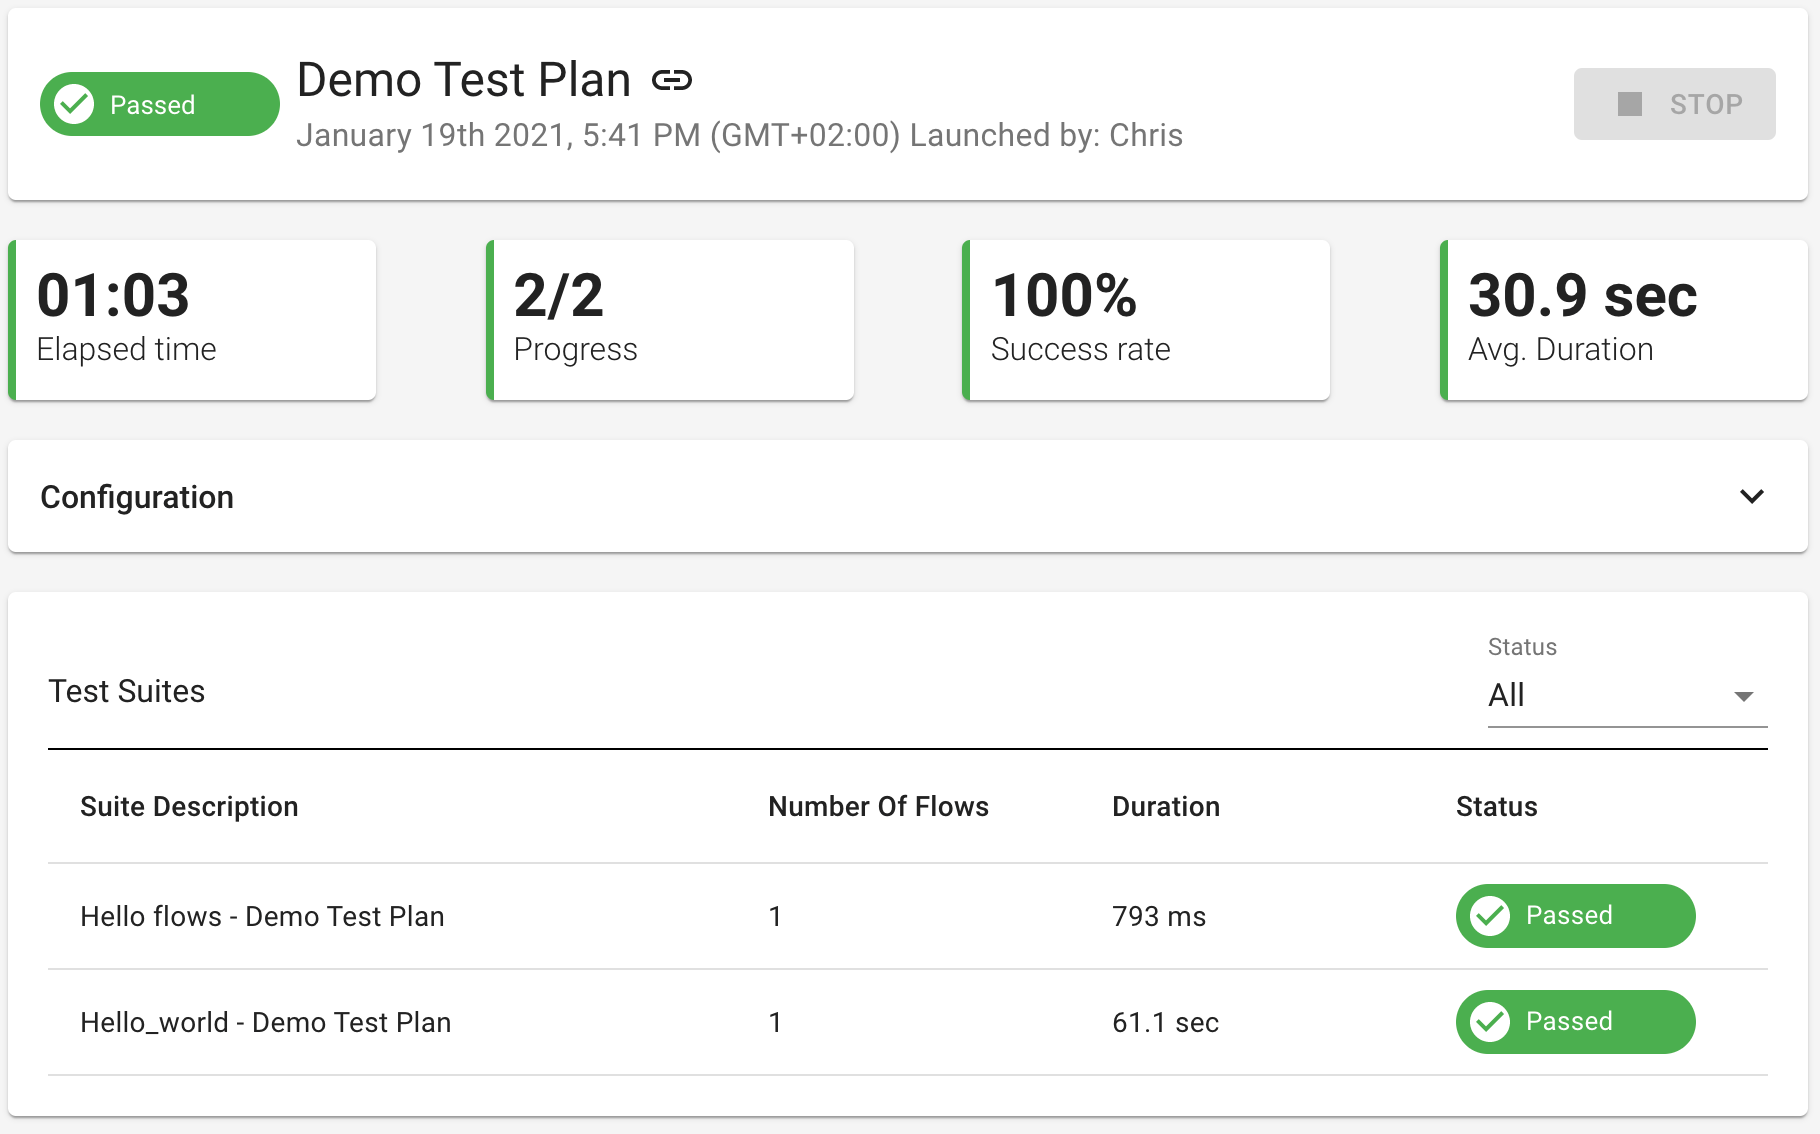 Passed
Demo Test Plan
January 19th 2021, 5:41 PM (GMT+02:00) Launched by: Chris
STOP
01:03
Elapsed time
2/2
Progress
100%
Success rate
30.9 sec
Avg. Duration
Configuration
Test Suites
Status
All
Suite Description Number Of Flows Duration Status
Hello flows - Demo Test Plan 1 793 ms Passed
Hello_world - Demo Test Plan 1 61.1 sec Passed